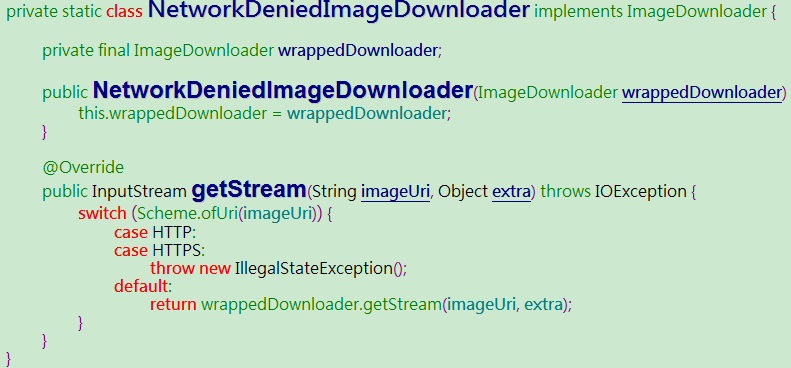 private static class NetworkDeniedImageDownloader implements ImageDownloader {
private final ImageDownloader wrappedDownloader;
public NetworkDeniedImageDownloader(ImageDownloader wrappedDownloader)
this.wrappedDownloader = wrappedDownloader;
}
@Override
public InputStream getStream(String imageUri, Object extra) throws IOException {
switch (Scheme.ofUri(imageUri)) {
case HTTP:
case HTTPS:
throw new IllegalStateException();
default:
return wrappedDownloader.getStream(imageUri, extra);
}
}
}